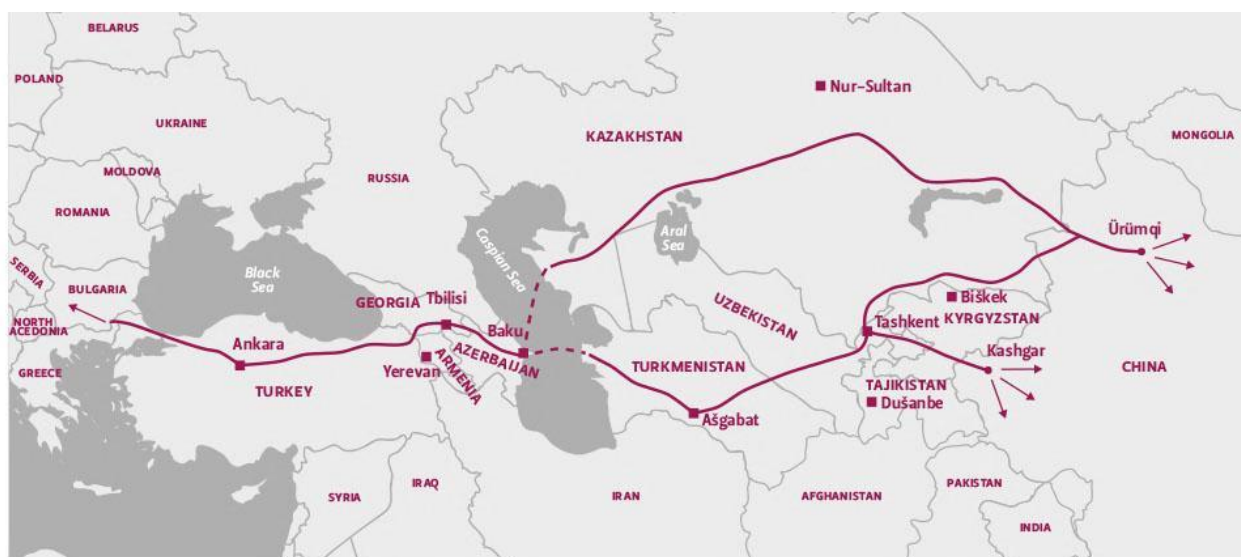 BELARUS
POLAND
Nur-Sultan
UKRAINE
MONGOLIA
KAZAKHSTAN
MOLDOVA
RUSSIA
ROMANIA
Ürümqi
Aral
Sea
Caspian Sea
SERBIA
Black
Sea
BULGARIA
GEORGIA
Tbilisi
UZBEKISTAN
Biškek
KYRGYZSTAN
NORTH
ACEDONIA
Baku
Tashkent
Ankara
AZERBAIJAN
Kashgar
GREECE
Yerevan
ARMENIA
TURKMENISTAN
CHINA
TURKEY
TAJIKISTAN
Dušanbe
Ašgabat
SYRIA
IRAQ
IRAN
AFGHANISTAN
PAKISTAN
INDIA